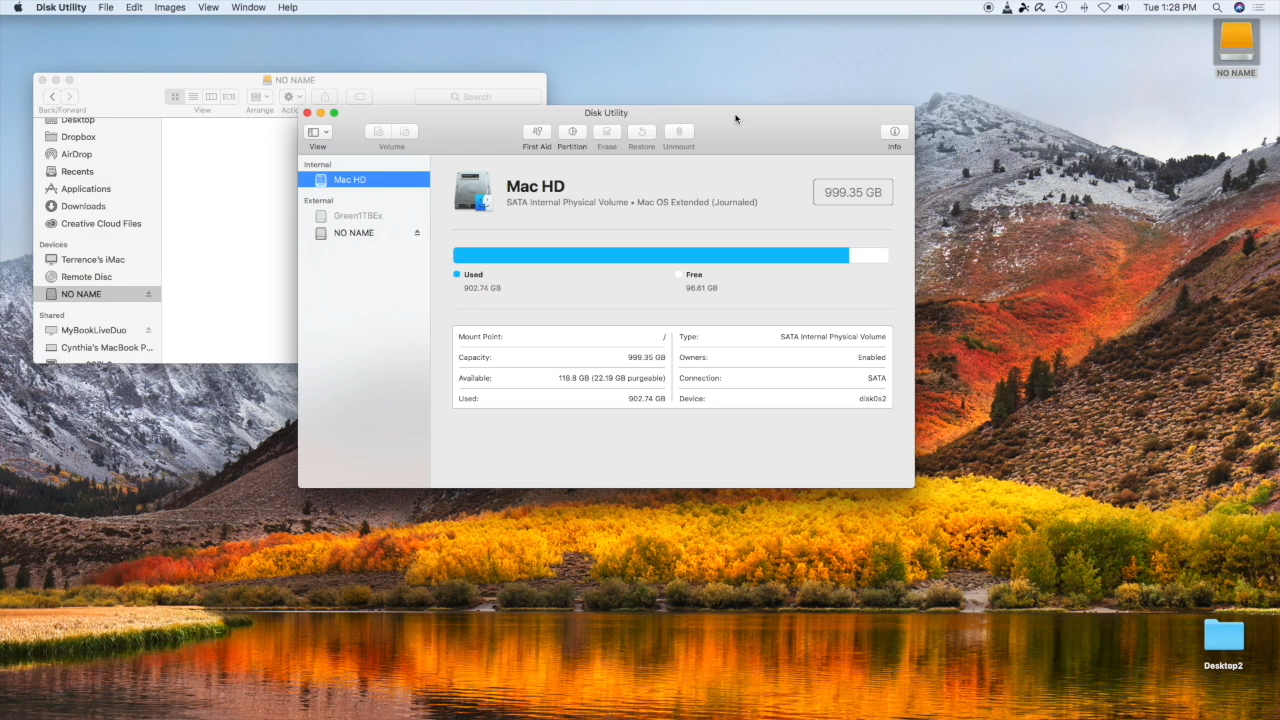 Disk Utility File Edit Images View Window Help Tue 1:28 PM
NO NAME
NO NAME
Search
Back/Forward View Arrange
Desktop
Dropbox
AirDrop
Recents
Applications
Downloads
Creative Cloud Files
Devices
Terrence's iMac
Remote Disc
NO NAME
Shared
MyBookLiveDuo
Cynthia's MacBook P...
Disk Utility
View Volume First Aid Partition Erase Restore Unmount Info
Internal
Mac HD
External
Green1TBEx
NO NAME
Mac HD
SATA Internal Physical Volume • Mac OS Extended (Journaled)
999.35 GB
Used
902.74 GB
Free
96.61 GB
Mount Point: /
Capacity: 999.35 GB
Available: 118.8 GB (22.19 GB purgeable)
Used: 902.74 GB
Type: SATA Internal Physical Volume
Owners: Enabled
Connection: SATA
Device: disk0s2
Desktop2